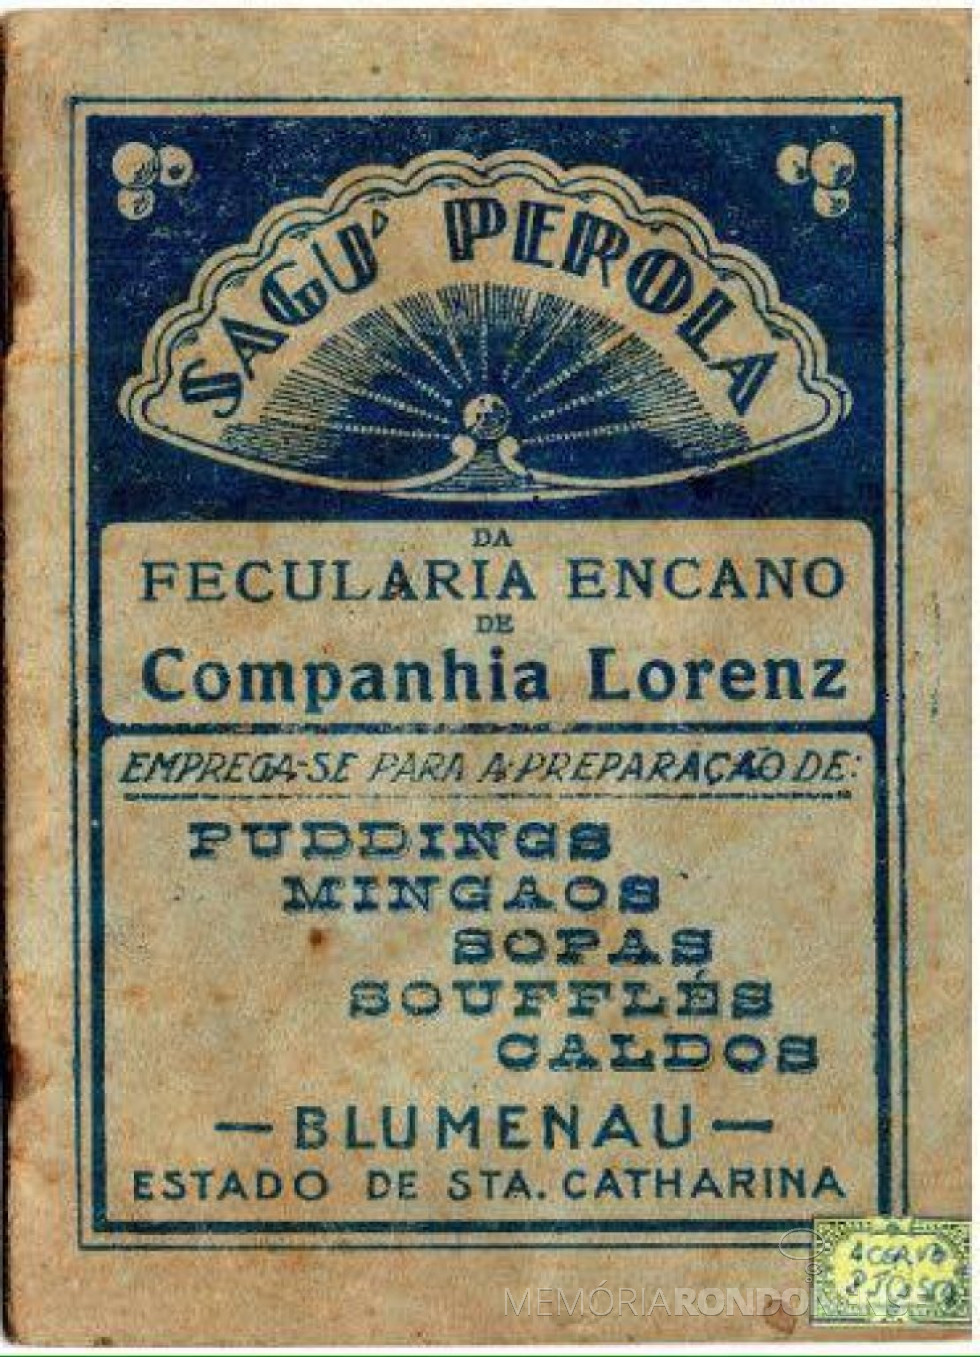 SAGÚ PEROLA
DA
FECULARIA ENCANO
DE
Companhia Lorenz
EMPREGA-SE PARA A PREPARAÇÃO DE:
PUDDINGS
MINGAOS
SOPAS
SOUFFLÉS
CALDOS
—BLUMENAU—
ESTADO DE STA. CATHARINA
ACERVO